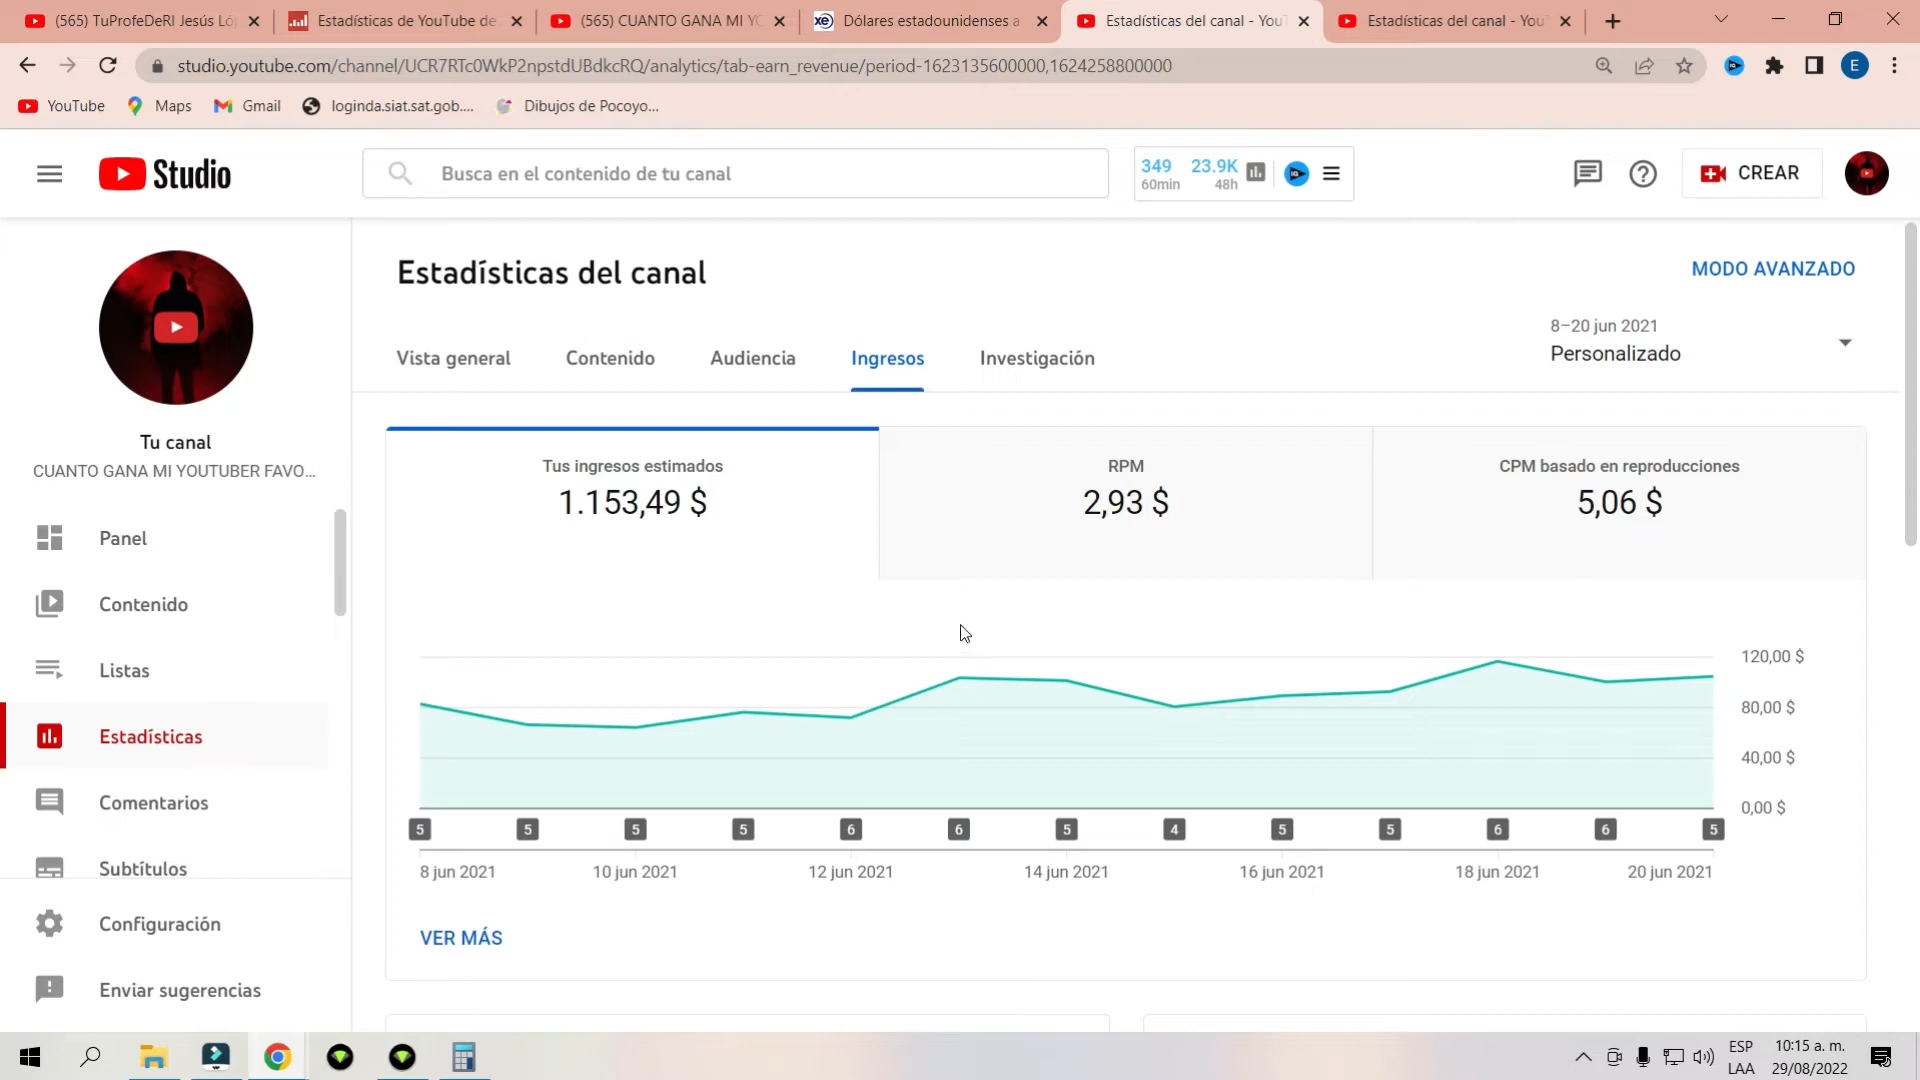 (565) TuProfeDeRI Jesús Ló
Estadísticas de YouTube de
(565) CUANTO GANA MI YO
Dólares estadounidenses a
Estadísticas del canal - YouT
Estadísticas del canal - YouT
studio.youtube.com/channel/UCR7RTc0WkP2npstdUBdkcRQ/analytics/tab-earn_revenue/period-1623135600000,1624258800000
E
YouTube
Maps
Gmail
loginda.siat.sat.gob....
Dibujos de Pocoyo...
Studio
Busca en el contenido de tu canal
349 23.9K
60min 48h
CREAR
Tu canal
CUANTO GANA MI YOUTUBER FAVO...
Panel
Contenido
Listas
Estadísticas
Comentarios
Subtítulos
Configuración
Enviar sugerencias
Estadísticas del canal
MODO AVANZADO
8–20 jun 2021
Personalizado
Vista general
Contenido
Audiencia
Ingresos
Investigación
Tus ingresos estimados
1.153,49 $
RPM
2,93 $
CPM basado en reproducciones
5,06 $
120,00 $
80,00 $
40,00 $
0,00 $
5 5 5 5 6 6 5 4 5 5 6 6 5
8 jun 2021 10 jun 2021 12 jun 2021 14 jun 2021 16 jun 2021 18 jun 2021 20 jun 2021
VER MÁS
ESP
LAA
10:15 a. m.
29/08/2022